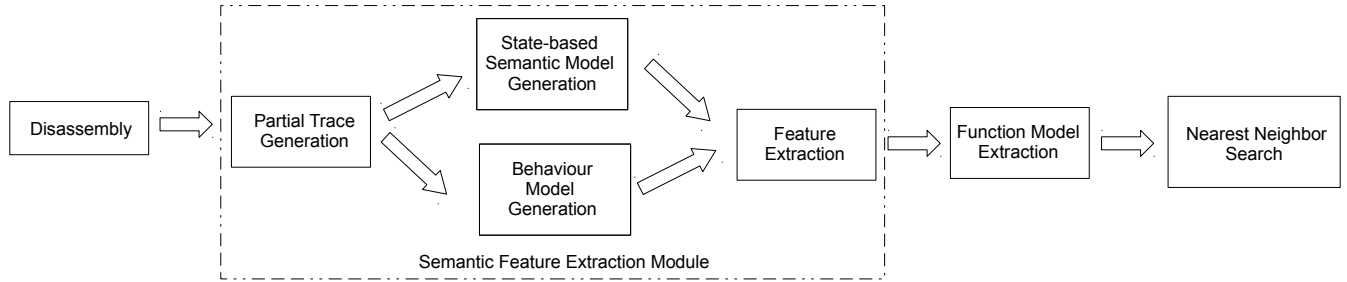 Disassembly
Partial Trace
Generation
State-based
Semantic Model
Generation
Behaviour
Model
Generation
Feature
Extraction
Semantic Feature Extraction Module
Function Model
Extraction
Nearest Neighbor
Search